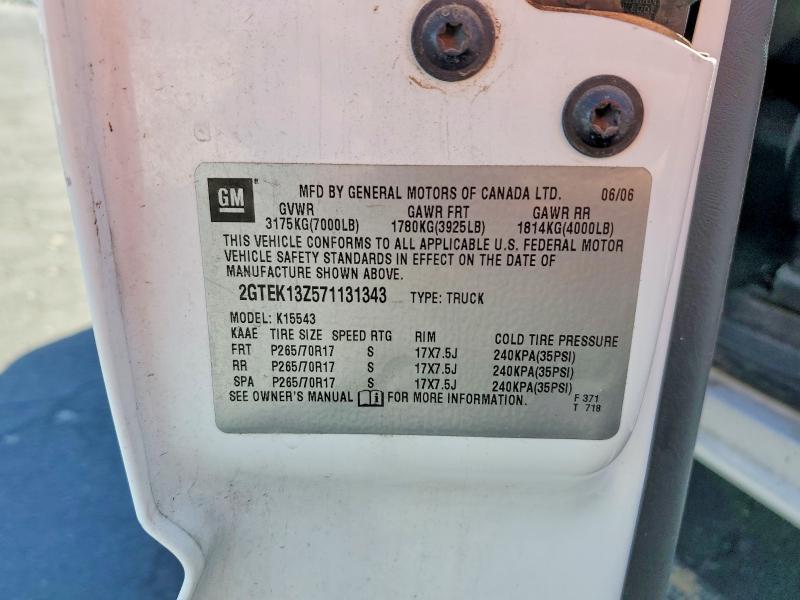 GM ® MFD BY GENERAL MOTORS OF CANADA LTD. 06/06
GVWR GAWR FRT GAWR RR
3175KG(7000LB) 1780KG(3925LB) 1814KG(4000LB)
THIS VEHICLE CONFORMS TO ALL APPLICABLE U.S. FEDERAL MOTOR
VEHICLE SAFETY STANDARDS IN EFFECT ON THE DATE OF
MANUFACTURE SHOWN ABOVE.
2GTEK13Z571131343 TYPE: TRUCK
MODEL: K15543
KAAE TIRE SIZE SPEED RTG RIM COLD TIRE PRESSURE
FRT P265/70R17 S 17X7.5J 240KPA(35PSI)
RR P265/70R17 S 17X7.5J 240KPA(35PSI)
SPA P265/70R17 S 17X7.5J 240KPA(35PSI)
SEE OWNER'S MANUAL FOR MORE INFORMATION.
F 371
T 718